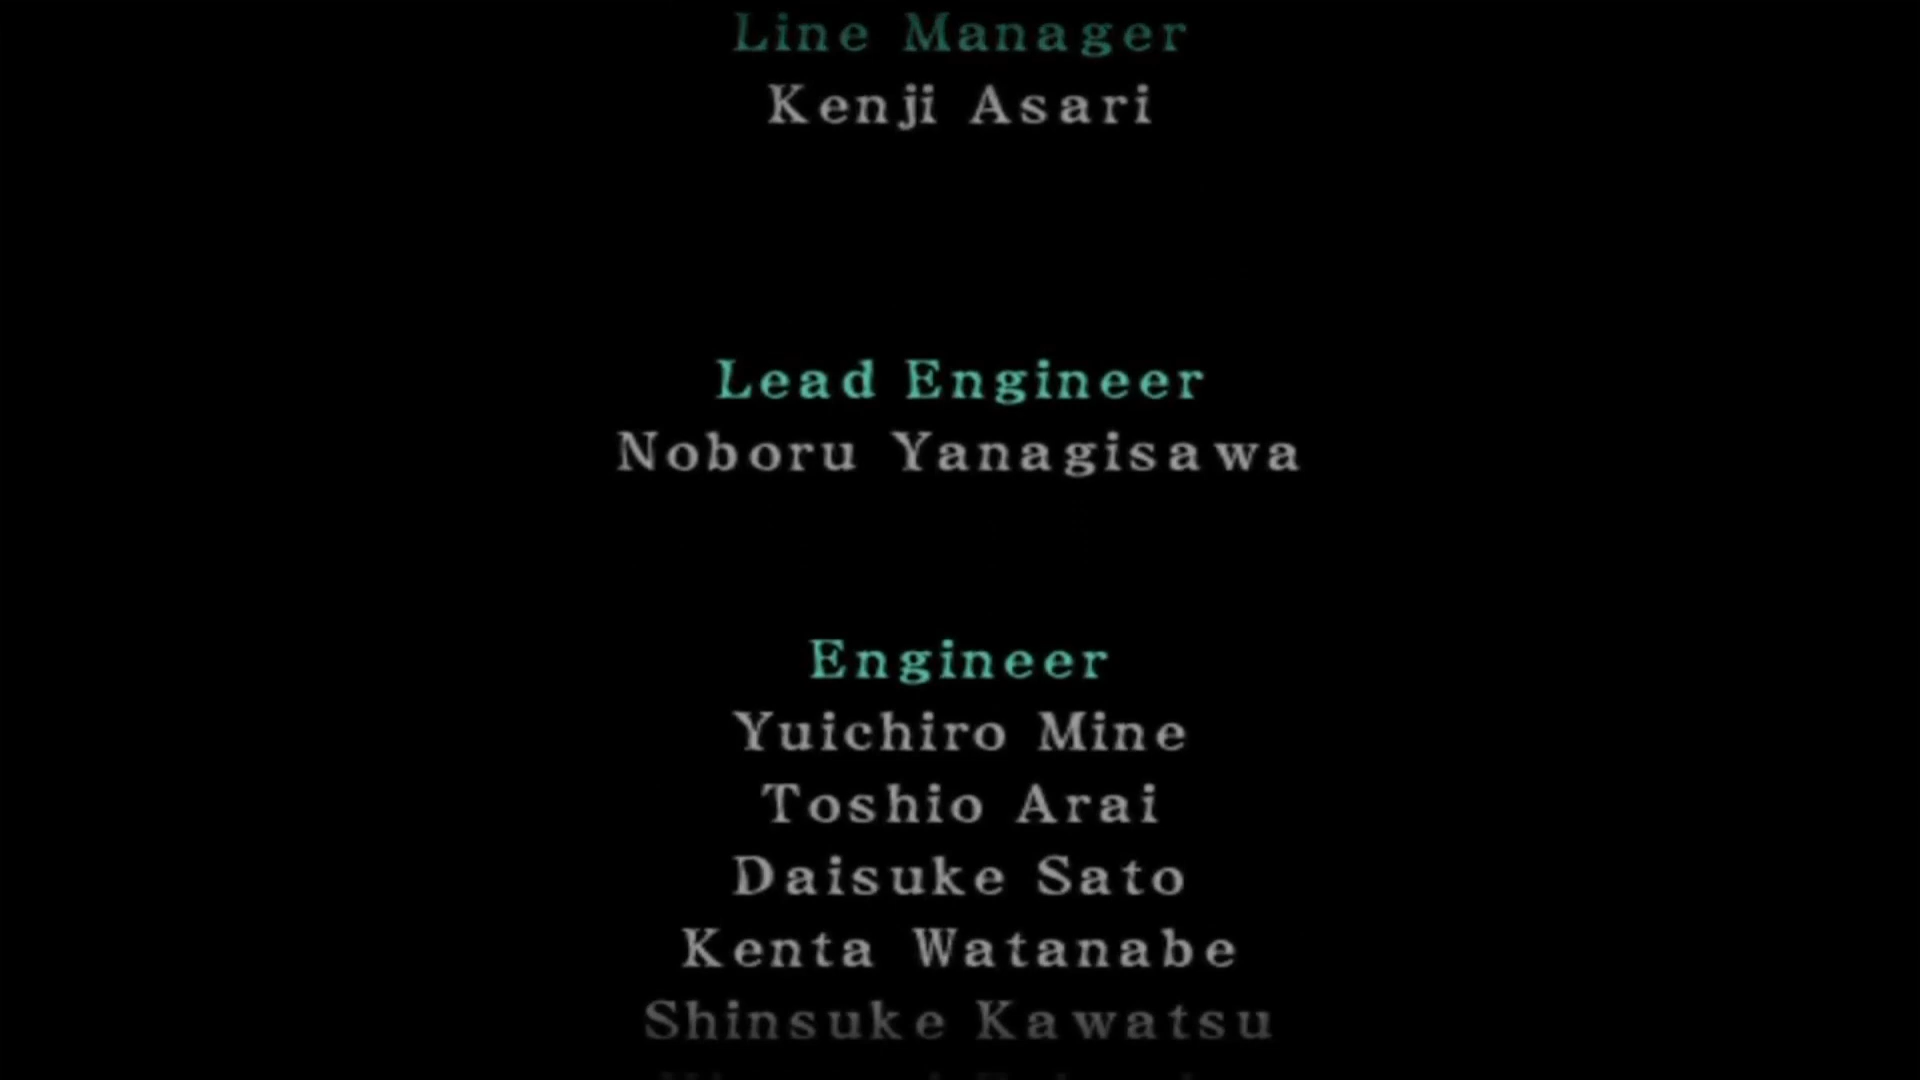 Line Manager
Kenji Asari
Lead Engineer
Noboru Yanagisawa
Engineer
Yuichiro Mine
Toshio Arai
Daisuke Sato
Kenta Watanabe
Shinsuke Kawatsu